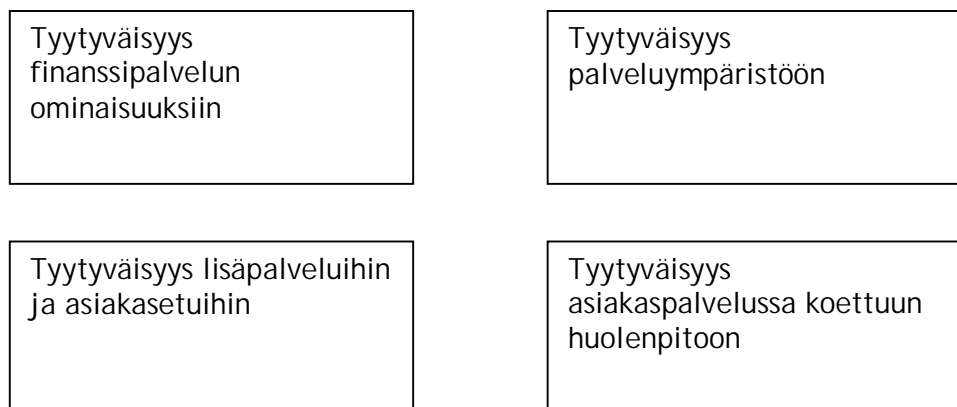 Tyytyväisyys
finanssipalvelun
ominaisuuksiin
Tyytyväisyys
palveluympäristöön
Tyytyväisyys lisäpalveluihin
ja asiakasetuihin
Tyytyväisyys
asiakaspalvelussa koettuun
huolenpitoon